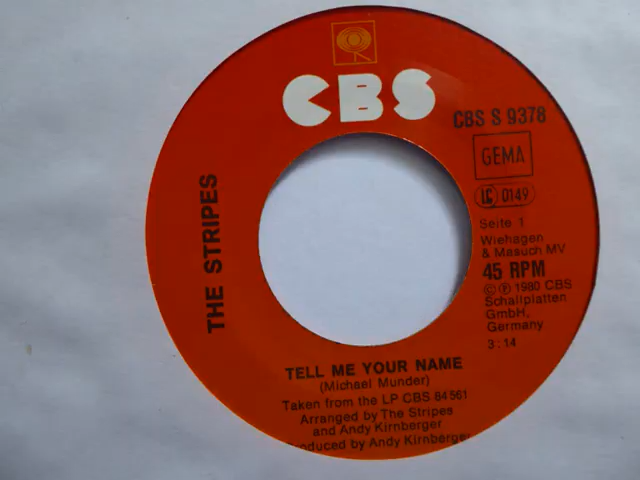 CBS
CBS S 9378
GEMA
LC 0149
Seite 1
Wiehagen
& Masuch MV
45 RPM
© ℗ 1980 CBS
Schallplatten
GmbH,
Germany
3:14
THE STRIPES
TELL ME YOUR NAME
(Michael Munder)
Taken from the LP CBS 84 561
Arranged by The Stripes
and Andy Kirnberger
Produced by Andy Kirnberger